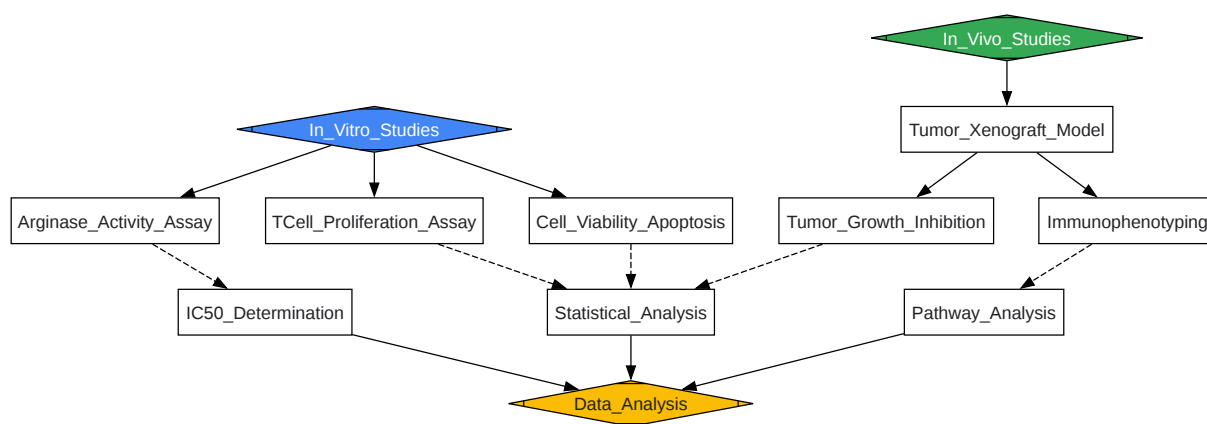 In_Vivo_Studies
In_Vitro_Studies
Tumor_Xenograft_Model
Arginase_Activity_Assay
TCell_Proliferation_Assay
Cell_Viability_Apoptosis
Tumor_Growth_Inhibition
Immunophenotyping
IC50_Determination
Statistical_Analysis
Pathway_Analysis
Data_Analysis